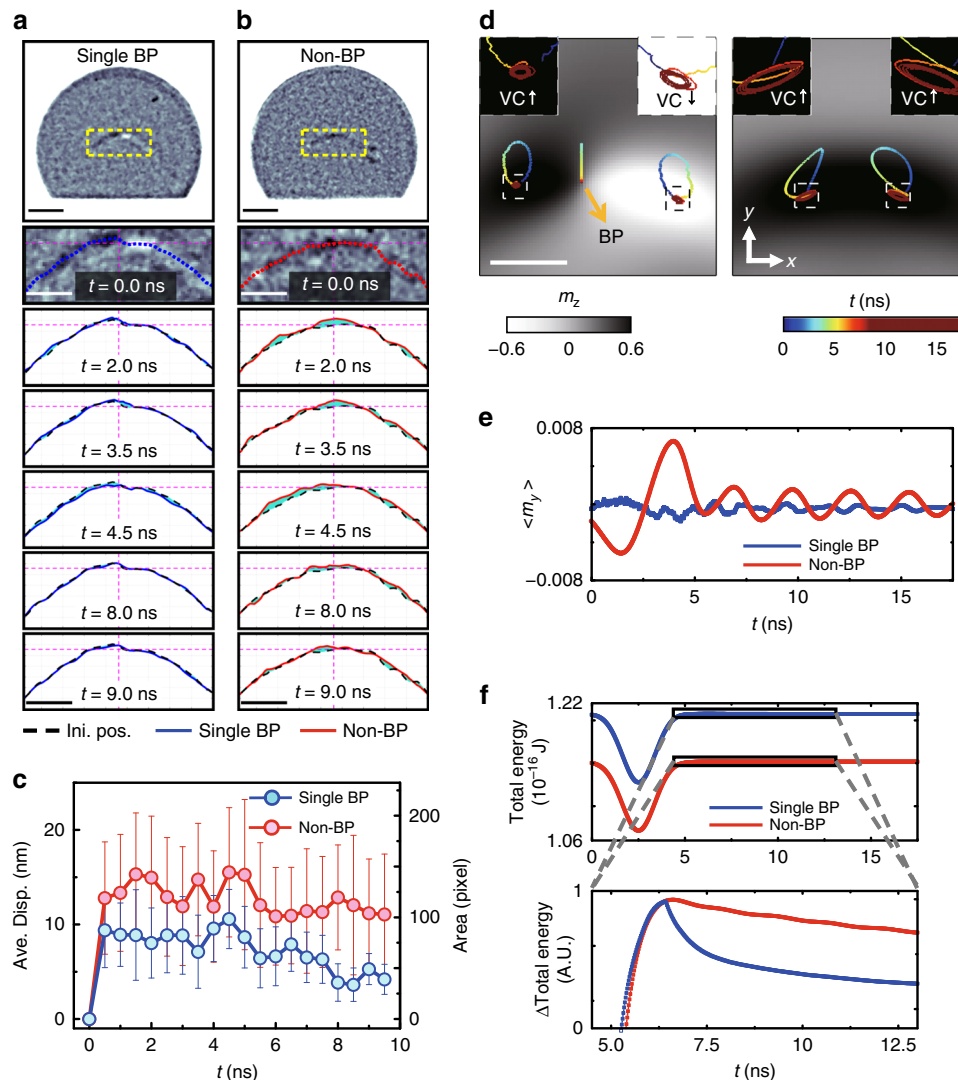 a
Single BP
t = 0.0 ns
t = 2.0 ns
t = 3.5 ns
t = 4.5 ns
t = 8.0 ns
t = 9.0 ns
b
Non-BP
t = 0.0 ns
t = 2.0 ns
t = 3.5 ns
t = 4.5 ns
t = 8.0 ns
t = 9.0 ns
Ini. pos. Single BP Non-BP
c
Single BP
Non-BP
20
10
0
Ave. Disp. (nm)
200
100
0
Area (pixel)
0 2 4 6 8 10
t (ns)
d
VC↑
VC↓
BP
VC↑
VC↑
y
x
mz
−0.6 0 0.6
t (ns)
0 5 10 15
e
0.008
<my>
−0.008
Single BP
Non-BP
0 5 10 15
t (ns)
f
1.22
Total energy
(10−16 J)
1.06
Single BP
Non-BP
0 5 10 15
1
ΔTotal energy
(A.U.)
0
5.0 7.5 10.0 13.0
t (ns)